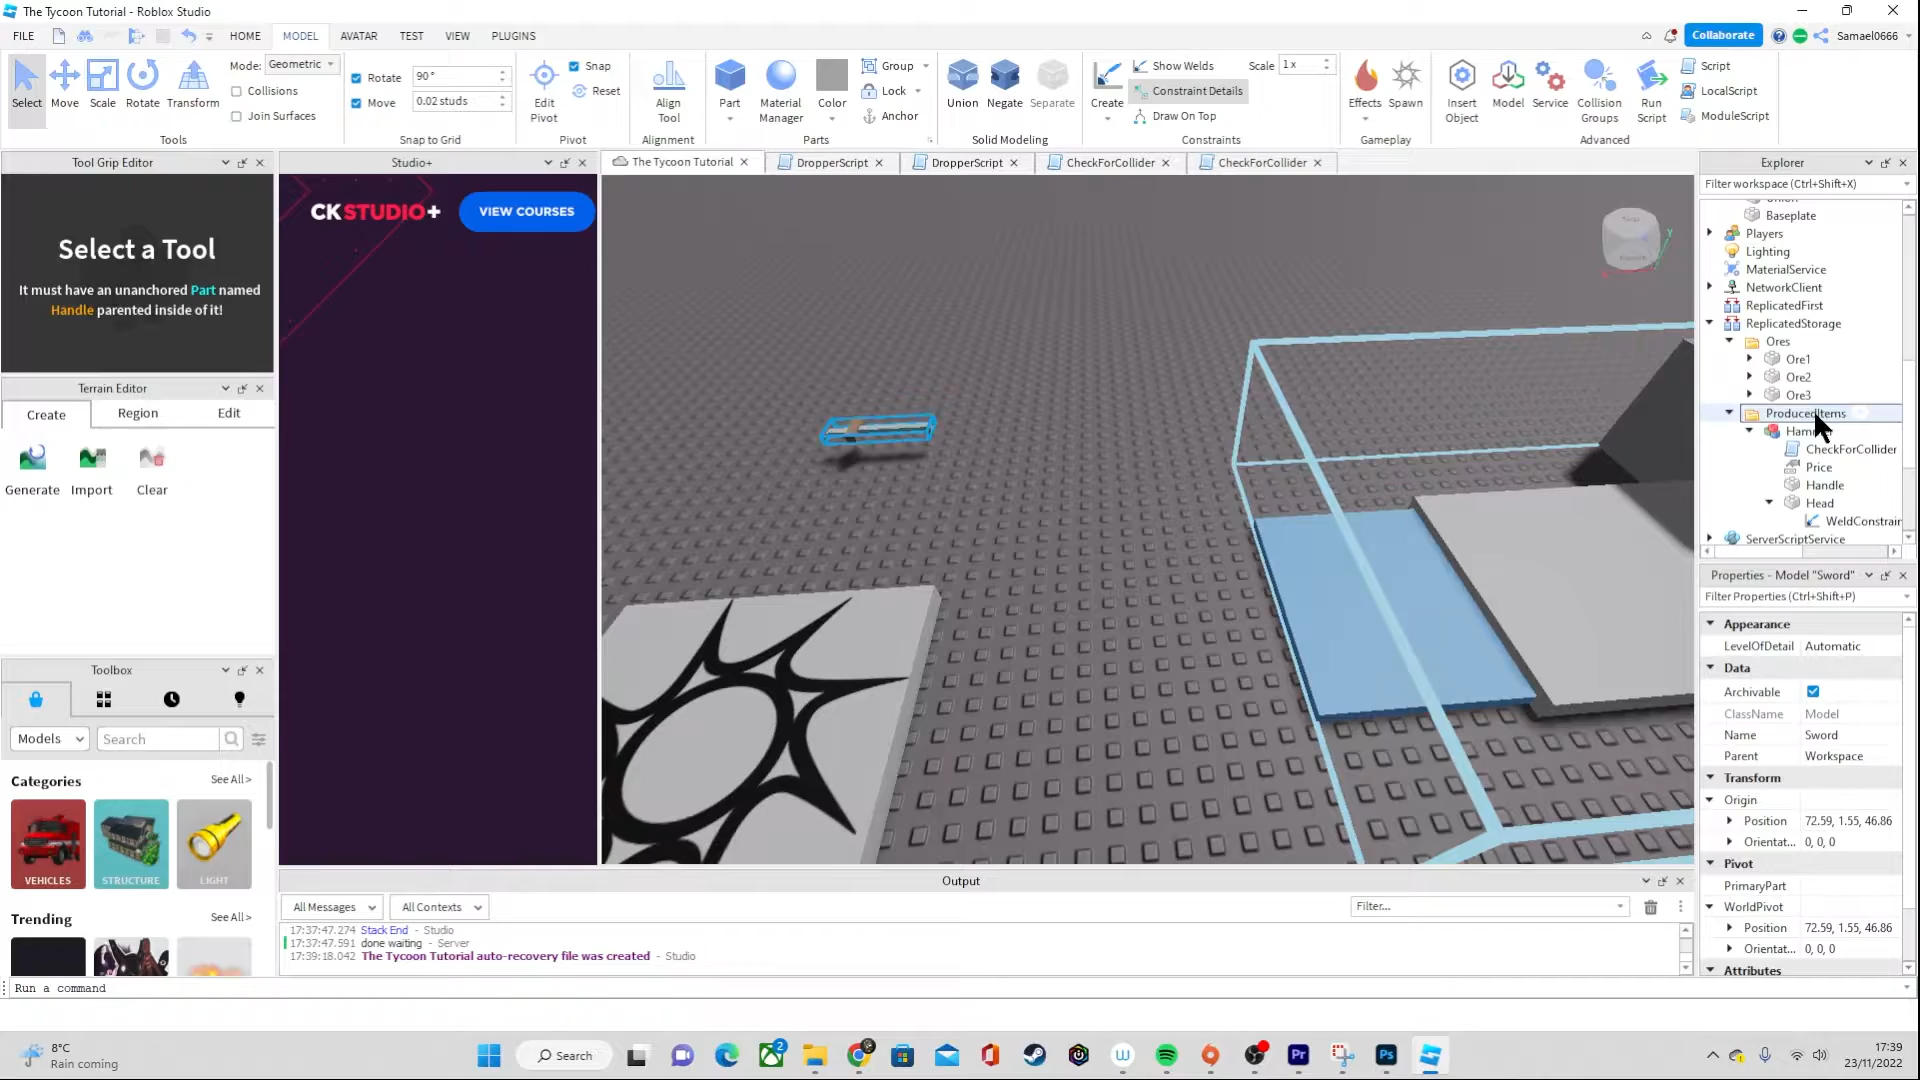 The Tycoon Tutorial - Roblox Studio
FILE HOME MODEL AVATAR TEST VIEW PLUGINS Collaborate Samael0666
Select Move Scale Rotate Transform
Mode: Geometric
Collisions
Join Surfaces
Tools
Rotate 90°
Move 0.02 studs
Snap to Grid
Edit Pivot
Snap
Reset
Pivot
Align Tool
Alignment
Part Material Manager Color
Group
Lock
Anchor
Parts
Union Negate Separate
Solid Modeling
Create
Show Welds Scale 1 x
Constraint Details
Draw On Top
Constraints
Effects Spawn
Gameplay
Insert Object Model Service Collision Groups Run Script
Script
LocalScript
ModuleScript
Advanced
Tool Grip Editor
Select a Tool
It must have an unanchored Part named
Handle parented inside of it!
Terrain Editor
Create Region Edit
Generate Import Clear
Toolbox
Models Search
Categories See All >
VEHICLES STRUCTURE LIGHT
Trending See All >
Studio+
CKSTUDIO+ VIEW COURSES
The Tycoon Tutorial DropperScript DropperScript CheckForCollider CheckForCollider
Output
All Messages All Contexts Filter...
17:37:47.274 Stack End - Studio
17:37:47.591 done waiting - Server
17:39:18.042 The Tycoon Tutorial auto-recovery file was created - Studio
Run a command
Explorer
Filter workspace (Ctrl+Shift+X)
Union
Baseplate
Players
Lighting
MaterialService
NetworkClient
ReplicatedFirst
ReplicatedStorage
Ores
Ore1
Ore2
Ore3
ProducedItems
Ham
CheckForCollider
Price
Handle
Head
WeldConstrain
ServerScriptService
Properties - Model "Sword"
Filter Properties (Ctrl+Shift+P)
Appearance
LevelOfDetail Automatic
Data
Archivable
ClassName Model
Name Sword
Parent Workspace
Transform
Origin
Position 72.59, 1.55, 46.86
Orientat... 0, 0, 0
Pivot
PrimaryPart
WorldPivot
Position 72.59, 1.55, 46.86
Orientat... 0, 0, 0
Attributes
8°C
Rain coming
Search
2
17:39
23/11/2022